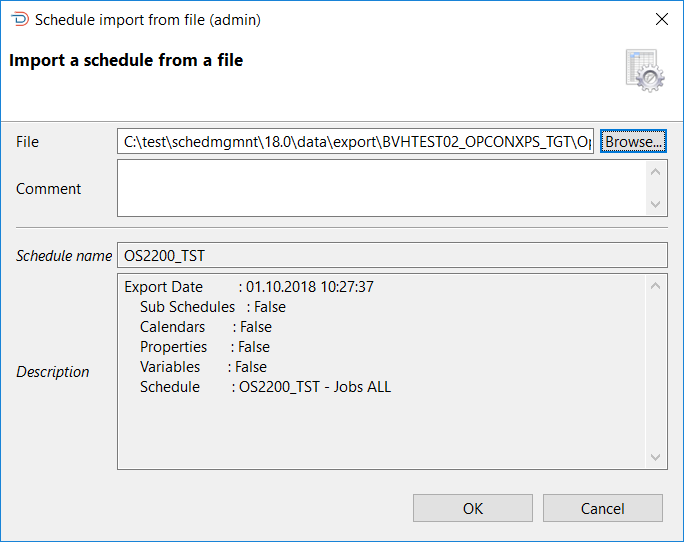 Schedule import from file (admin)
Import a schedule from a file
File C:\test\schedmgmnt\18.0\data\export\BVHTEST02_OPCONXPS_TGT\Op Browse...
Comment
Schedule name OS2200_TST
Export Date : 01.10.2018 10:27:37
Sub Schedules : False
Calendars : False
Properties : False
Variables : False
Description
Schedule : OS2200_TST - Jobs ALL
OK Cancel